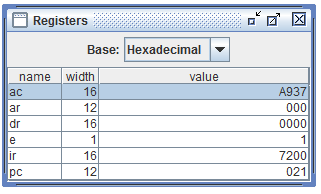 Registers
Base: Hexadecimal
name width value
ac 16 A937
ar 12 000
dr 16 0000
e 1 1
ir 16 7200
pc 12 021